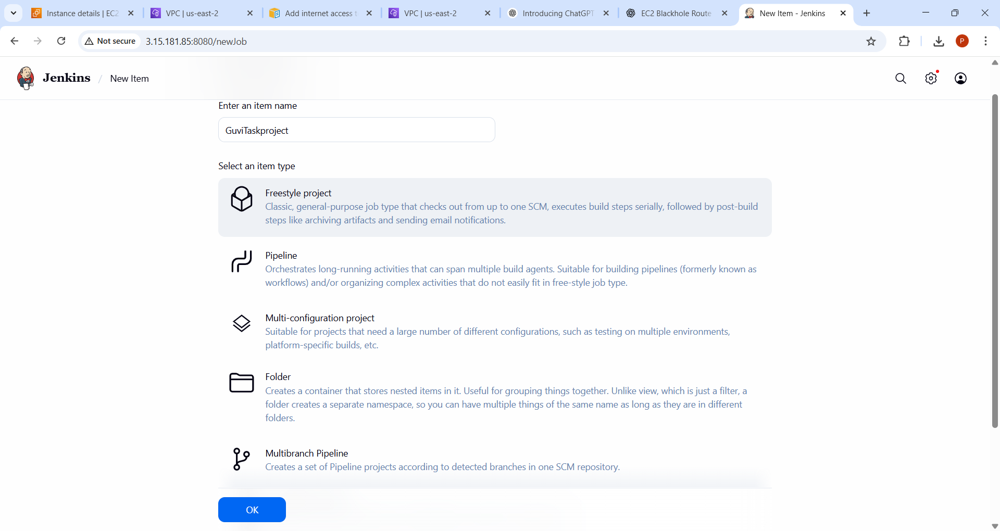 Instance details | EC2
VPC | us-east-2
Add internet access t
VPC | us-east-2
Introducing ChatGPT
EC2 Blackhole Route
New Item - Jenkins
Not secure
3.15.181.85:8080/newJob
P
Jenkins / New Item
Enter an item name
GuviTaskproject
Select an item type
Freestyle project
Classic, general-purpose job type that checks out from up to one SCM, executes build steps serially, followed by post-build
steps like archiving artifacts and sending email notifications.
Pipeline
Orchestrates long-running activities that can span multiple build agents. Suitable for building pipelines (formerly known as
workflows) and/or organizing complex activities that do not easily fit in free-style job type.
Multi-configuration project
Suitable for projects that need a large number of different configurations, such as testing on multiple environments,
platform-specific builds, etc.
Folder
Creates a container that stores nested items in it. Useful for grouping things together. Unlike view, which is just a filter, a
folder creates a separate namespace, so you can have multiple things of the same name as long as they are in different
folders.
Multibranch Pipeline
Creates a set of Pipeline projects according to detected branches in one SCM repository.
OK